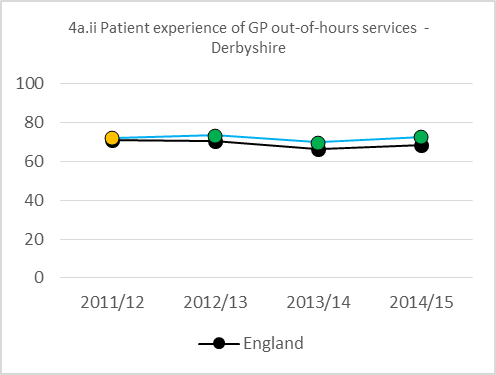 4a.ii Patient experience of GP out-of-hours services -
Derbyshire
100
80
60
40
20
0
2011/12 2012/13 2013/14 2014/15
England